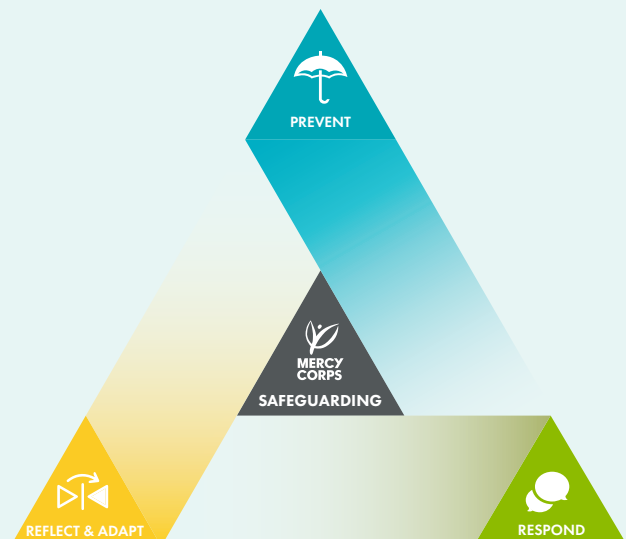 PREVENT
MERCY
CORPS
SAFEGUARDING
REFLECT & ADAPT
RESPOND